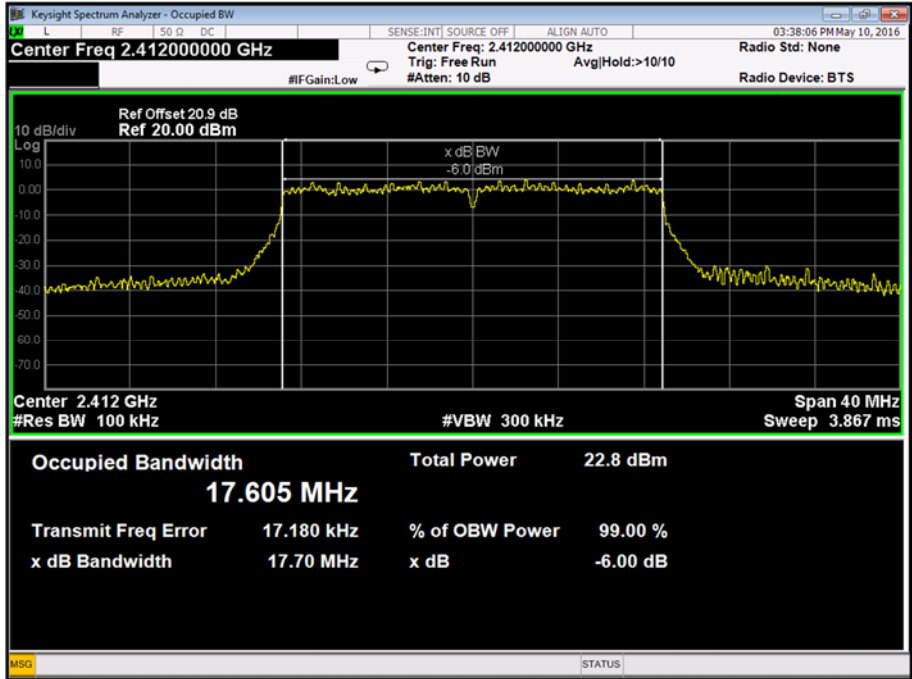 Keysight Spectrum Analyzer - Occupied BW
LXI L RF 50 Ω DC SENSE:INT SOURCE OFF ALIGN AUTO 03:38:06 PM May 10, 2016
Center Freq 2.412000000 GHz Center Freq: 2.412000000 GHz Radio Std: None
Trig: Free Run Avg|Hold:>10/10
#IFGain:Low #Atten: 10 dB Radio Device: BTS
Ref Offset 20.9 dB
10 dB/div Ref 20.00 dBm
Log
x dB BW
10.0
-6.0 dBm
0.00
-10.0
-20.0
-30.0
-40.0
-50.0
-60.0
-70.0
Center 2.412 GHz Span 40 MHz
#Res BW 100 kHz #VBW 300 kHz Sweep 3.867 ms
Occupied Bandwidth Total Power 22.8 dBm
17.605 MHz
Transmit Freq Error 17.180 kHz % of OBW Power 99.00 %
x dB Bandwidth 17.70 MHz x dB -6.00 dB
MSG STATUS